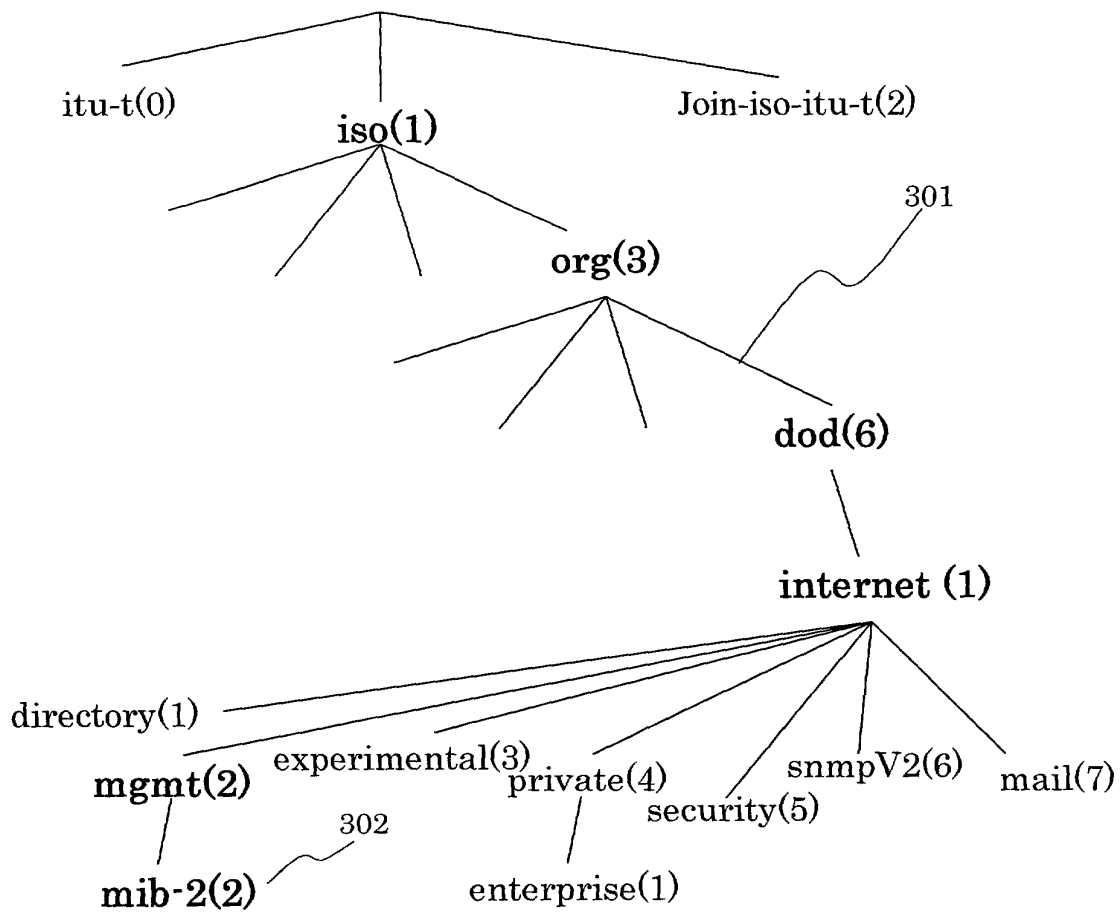 itu-t(0)
Join-iso-itu-t(2)
iso(1)
301
org(3)
dod(6)
internet (1)
directory(1)
mgmt(2)
experimental(3)
private(4)
security(5)
snmpV2(6)
mail(7)
302
mib-2(2)
enterprise(1)